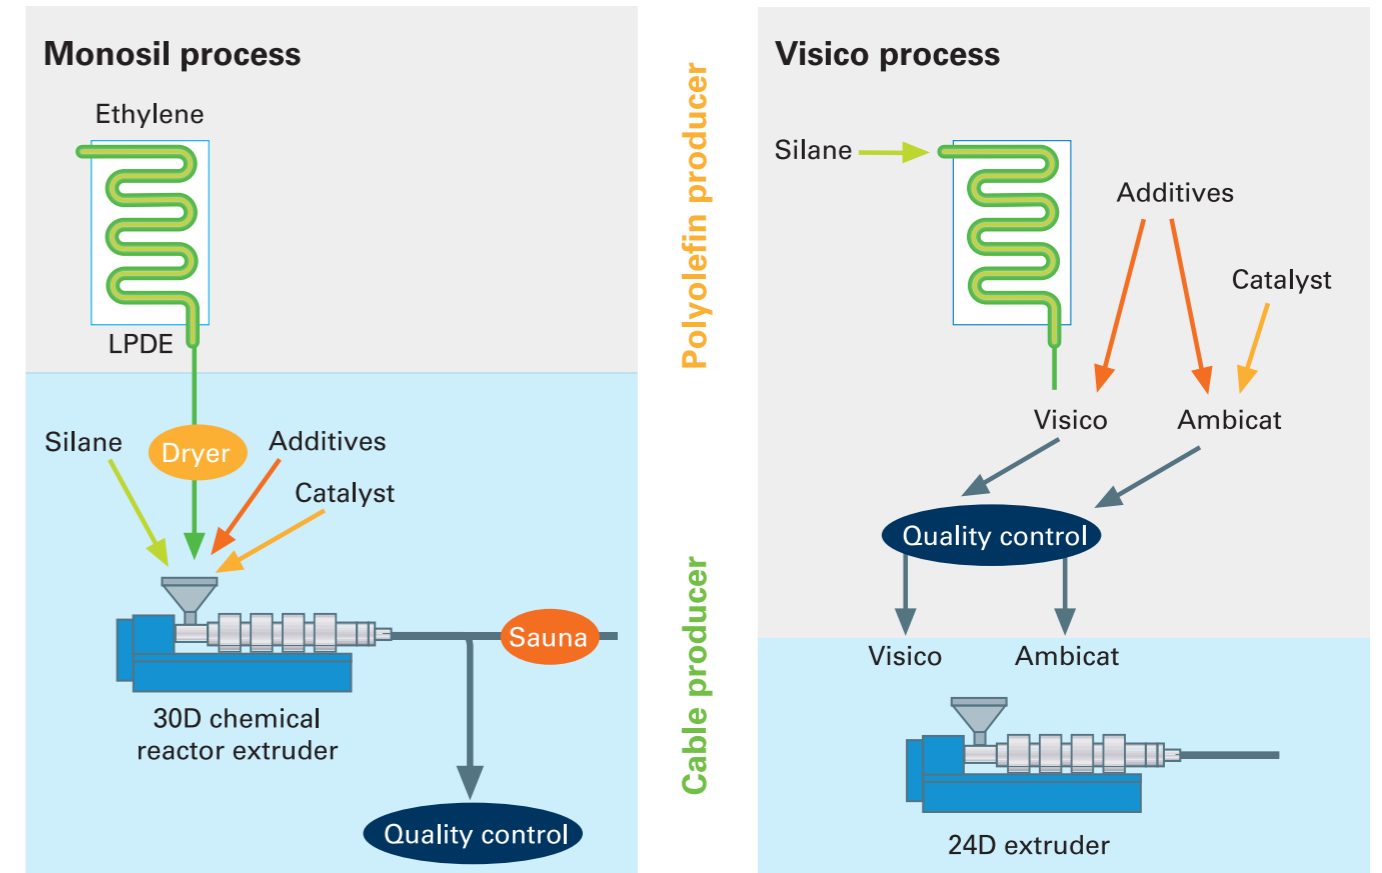 Monosil process
Ethylene
LPDE
Silane
Dryer
Additives
Catalyst
Sauna
30D chemical
reactor extruder
Quality control
Polyolefin producer
Cable producer
Visico process
Silane
Additives
Catalyst
Visico
Ambicat
Quality control
Visico
Ambicat
24D extruder